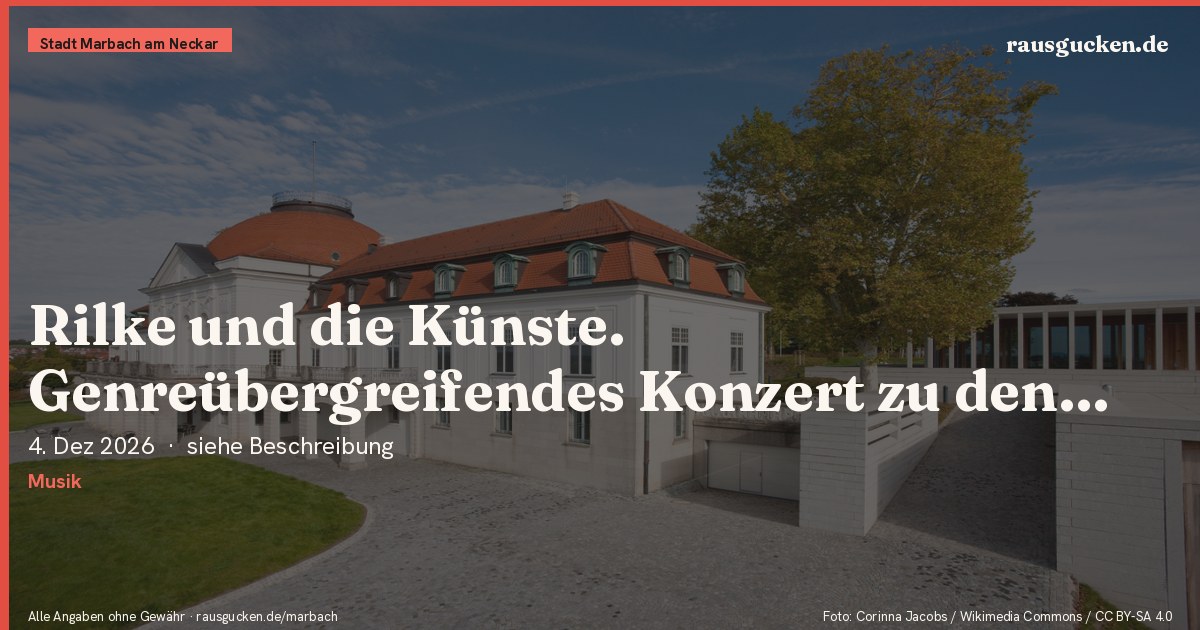 Stadt Marbach am Neckar
rausgucken.de
Rilke und die Künste.
Genreübergreifendes Konzert zu den...
4. Dez 2026 · siehe Beschreibung
Musik
Alle Angaben ohne Gewähr · rausgucken.de/marbach
Foto: Corinna Jacobs / Wikimedia Commons / CC BY-SA 4.0